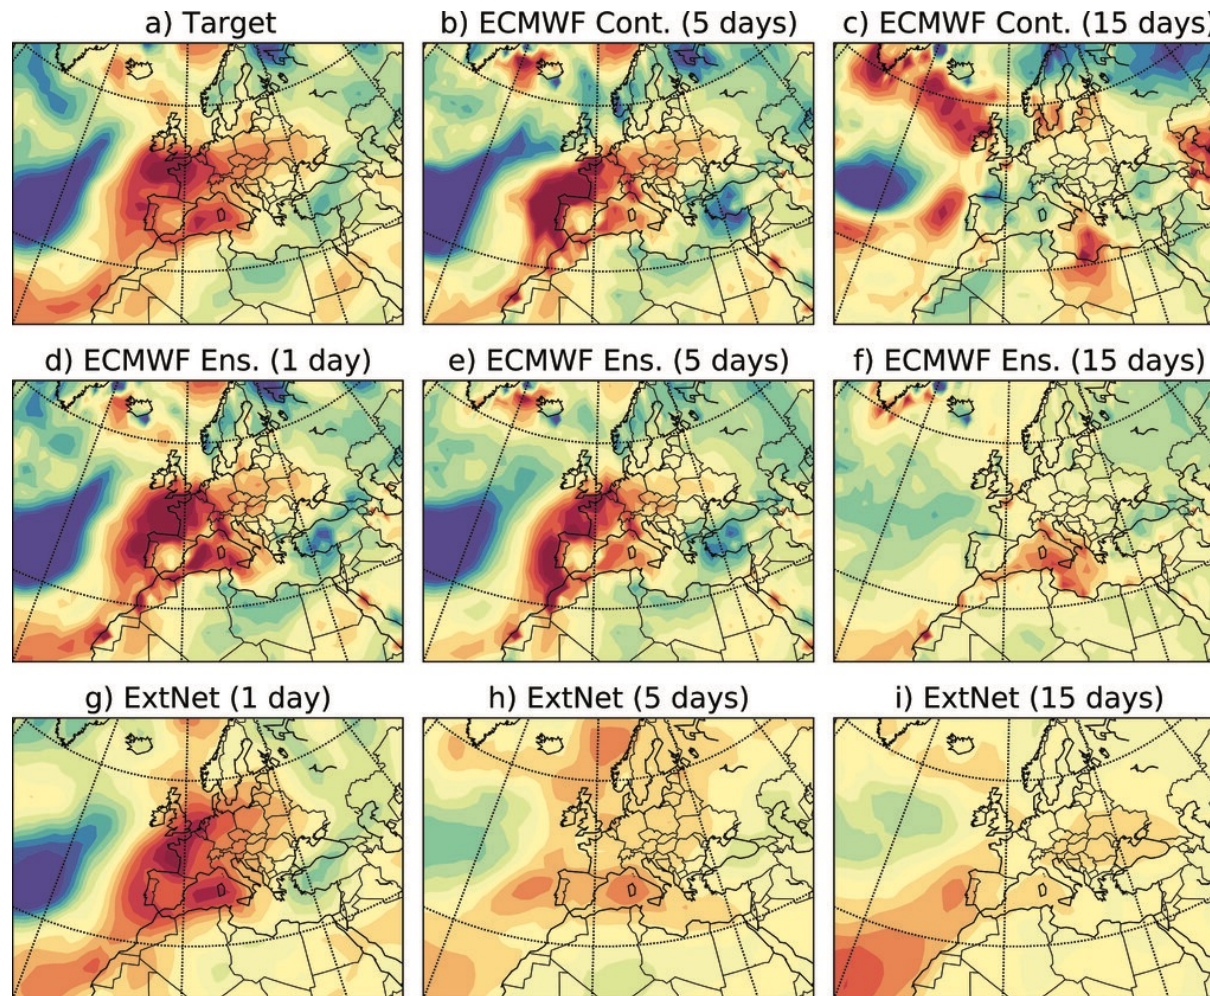 a) Target
b) ECMWF Cont. (5 days)
c) ECMWF Cont. (15 days)
d) ECMWF Ens. (1 day)
e) ECMWF Ens. (5 days)
f) ECMWF Ens. (15 days)
g) ExtNet (1 day)
h) ExtNet (5 days)
i) ExtNet (15 days)